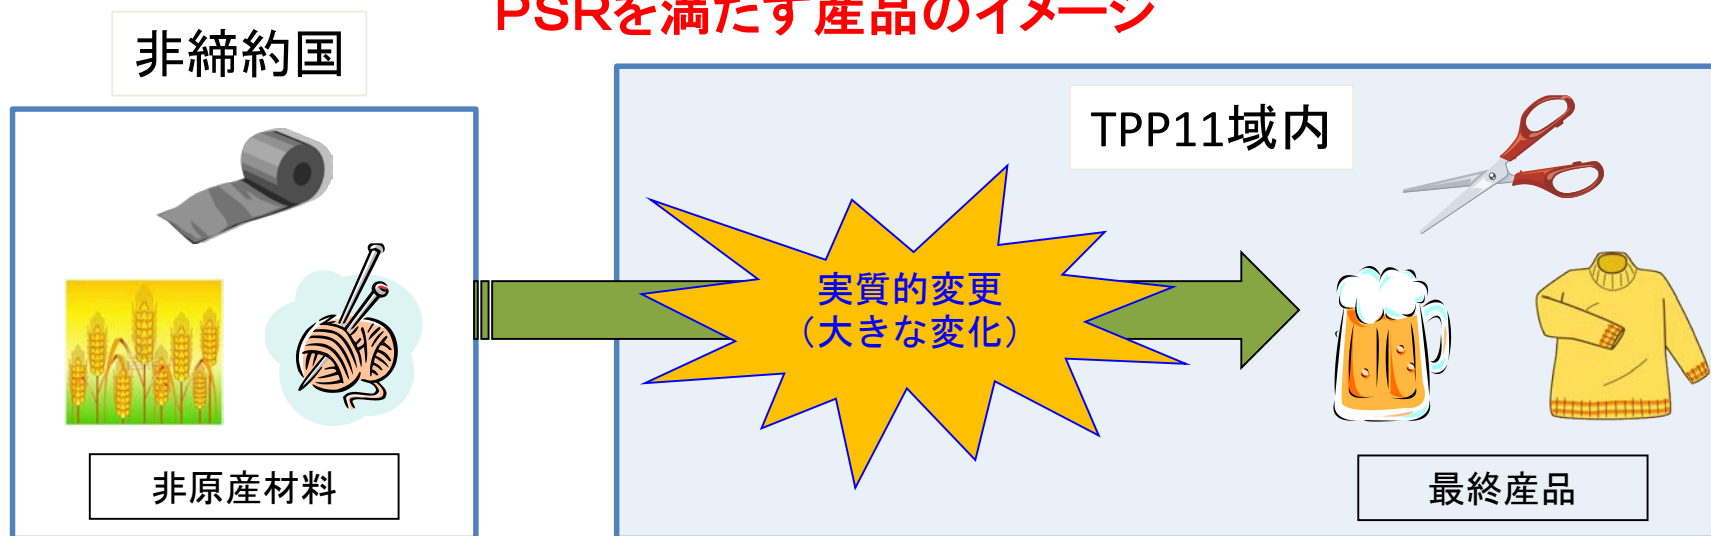 PSRを満たす産品のイメージ
非締約国
TPP11域内
実質的変更
（大きな変化）
非原産材料
最終産品